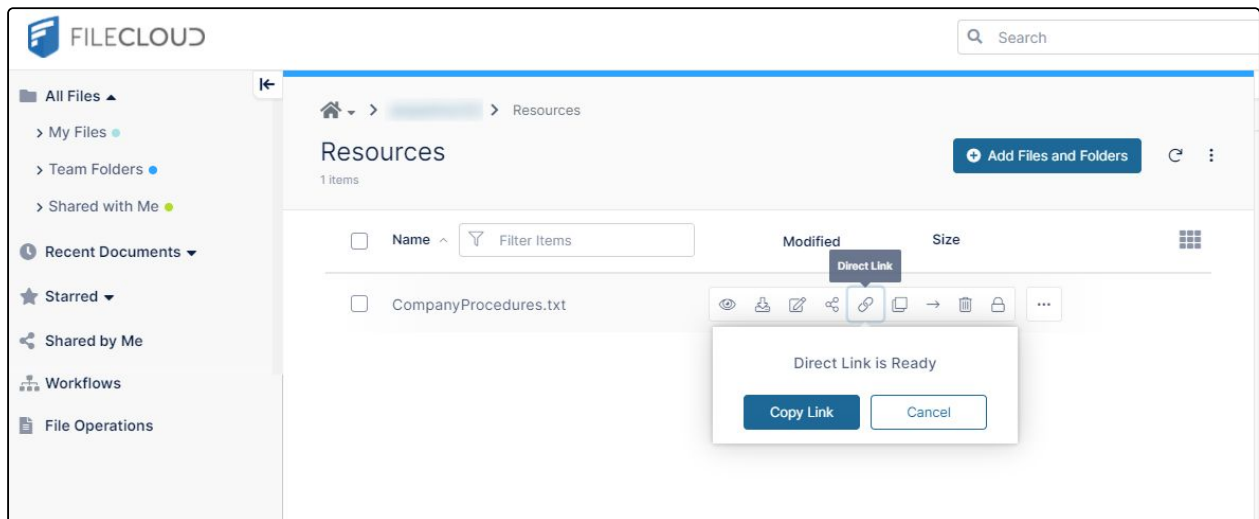 FILECLOUD
Search
All Files
My Files
Team Folders
Shared with Me
Recent Documents
Starred
Shared by Me
Workflows
File Operations
Resources
Resources
Add Files and Folders
1 items
Name
Filter Items
Modified
Size
Direct Link
CompanyProcedures.txt
Direct Link is Ready
Copy Link
Cancel